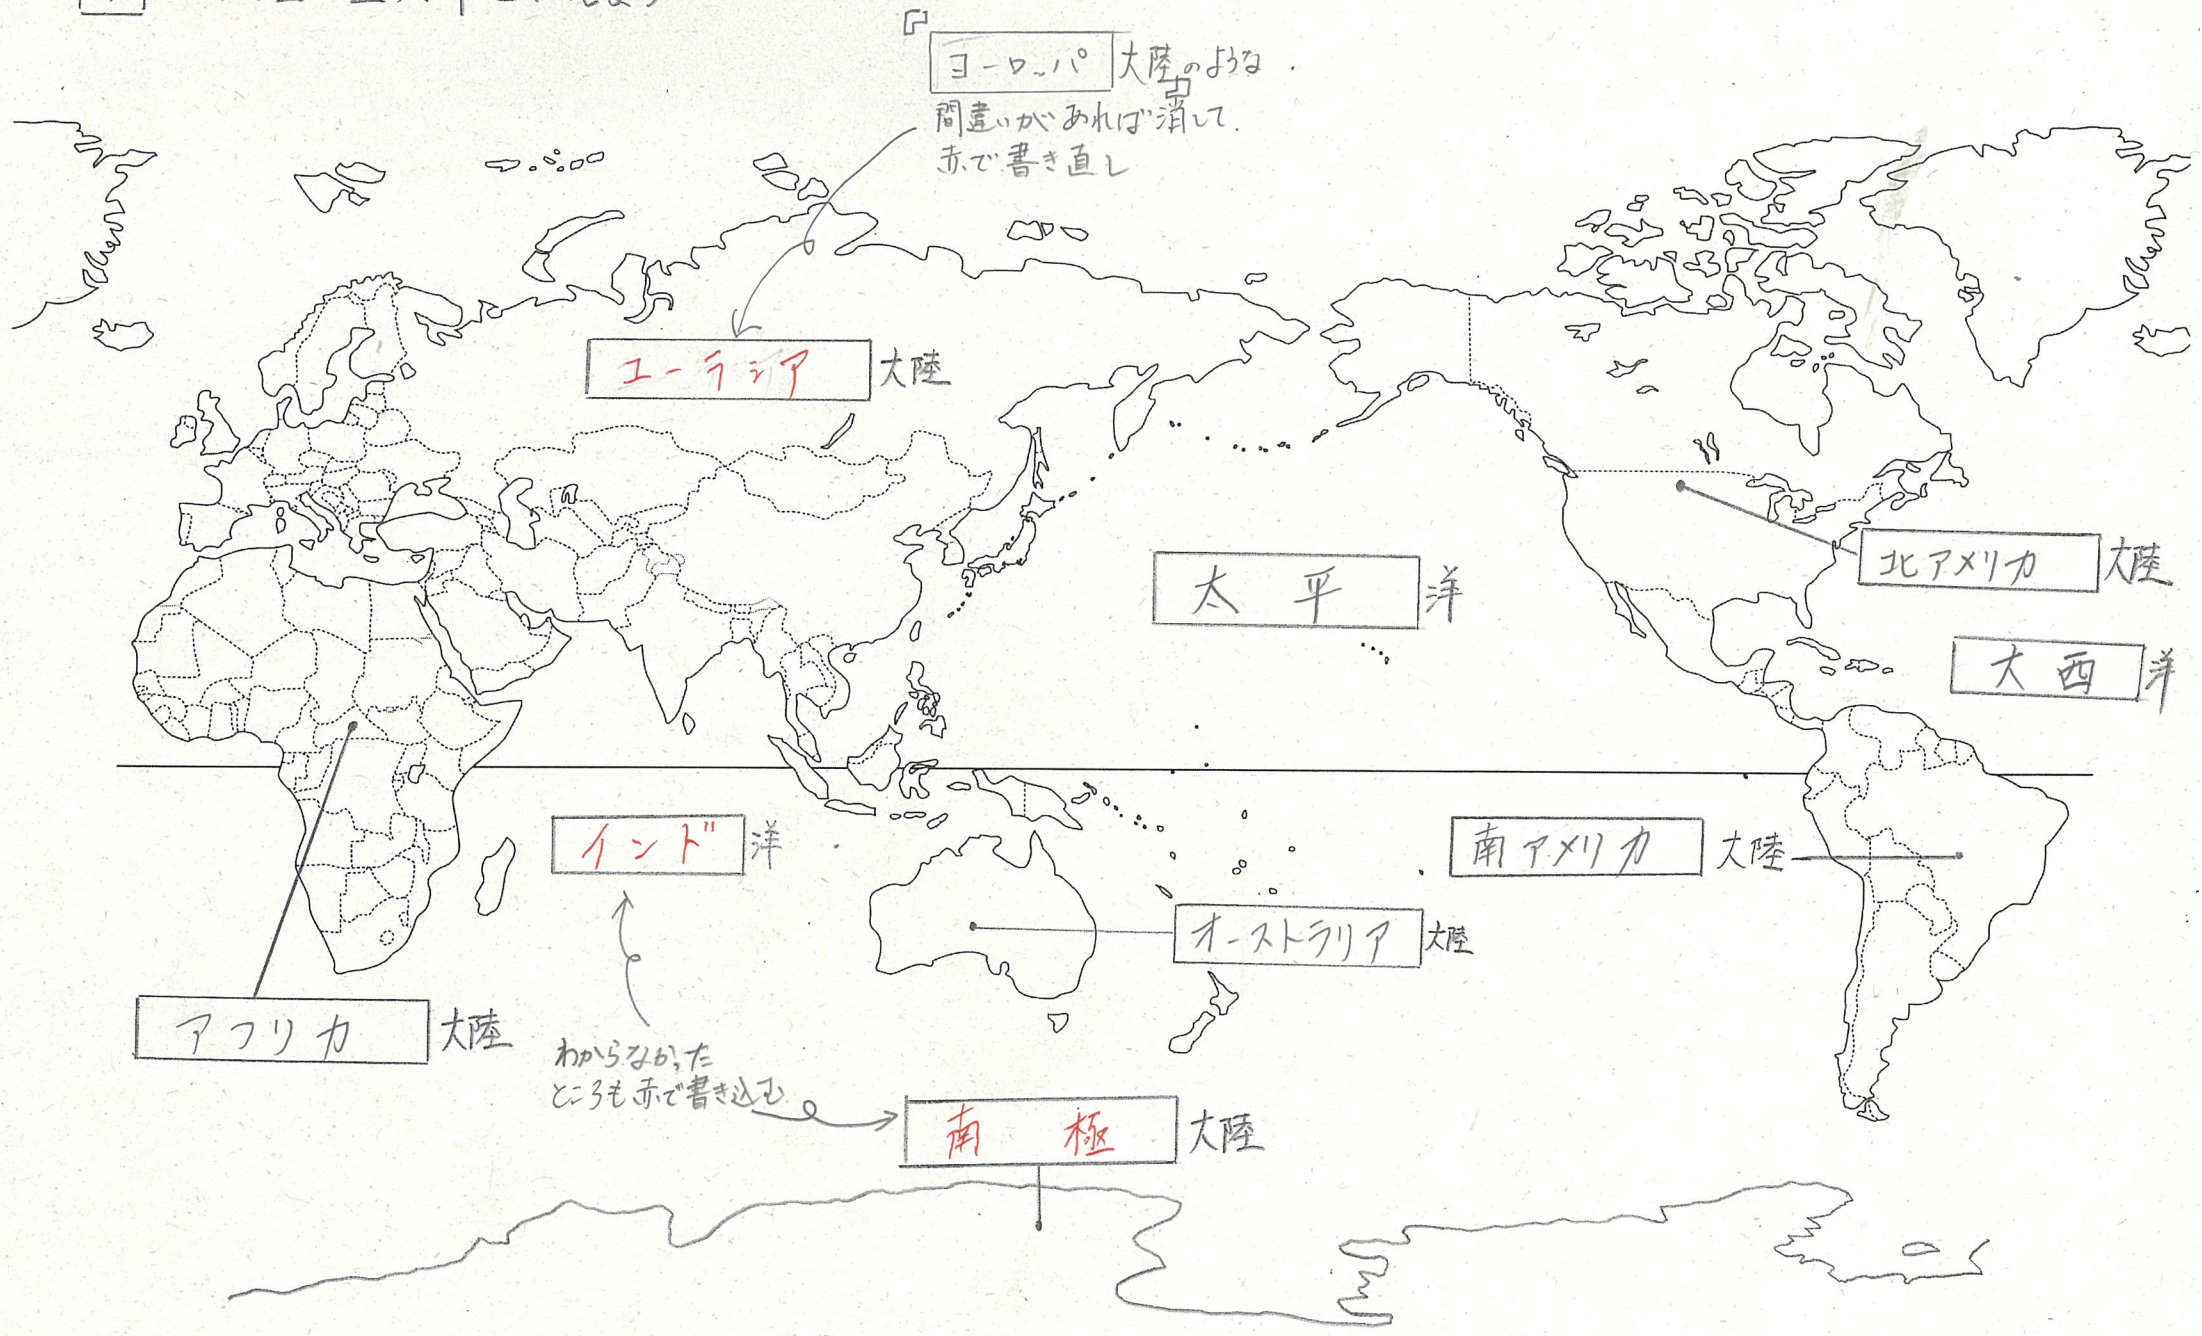 「ヨーロッパ大陸」のような
間違いがあれば消して
赤で書き直し
ユーラシア大陸
北アメリカ大陸
太平洋
大西洋
インド洋
南アメリカ大陸
オーストラリア大陸
アフリカ大陸
わからなかった
ところも赤で書き込む
南極大陸